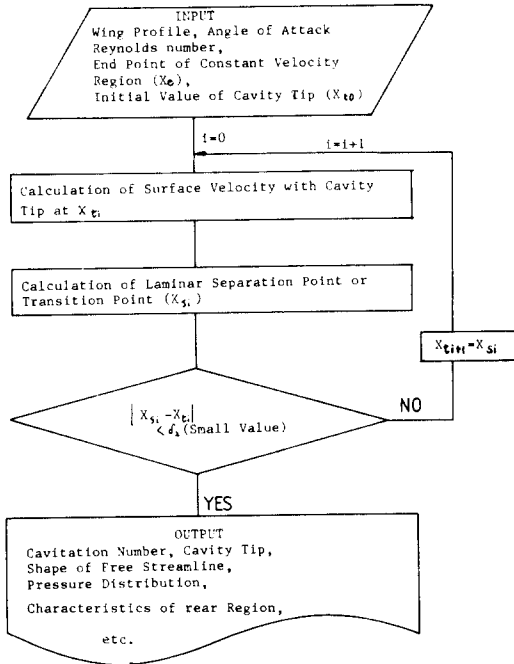 INPUT
Wing Profile, Angle of Attack
Reynolds number,
End Point of Constant Velocity
Region (Xe),
Initial Value of Cavity Tip (Xt0)
i=0
i=i+1
Calculation of Surface Velocity with Cavity
Tip at Xti
Calculation of Laminar Separation Point or
Transition Point (Xsi)
Xti+1=Xsi
|Xsi-Xti|
< δs (Small Value)
NO
YES
OUTPUT
Cavitation Number, Cavity Tip,
Shape of Free Streamline,
Pressure Distribution,
Characteristics of rear Region,
etc.